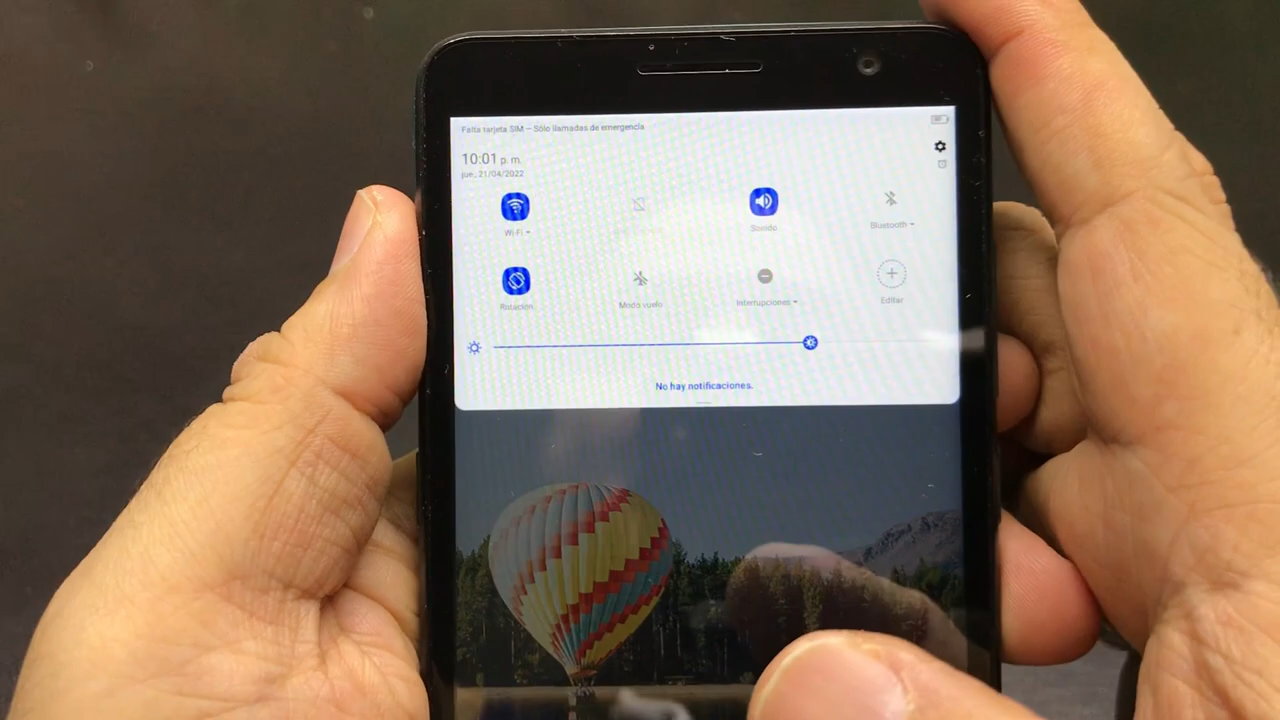 Falta tarjeta SIM – Sólo llamadas de emergencia
10:01 p. m.
jue., 21/04/2022
Wi-Fi
Sonido
Bluetooth
Rotación
Modo vuelo
Interrupciones
Editar
No hay notificaciones.